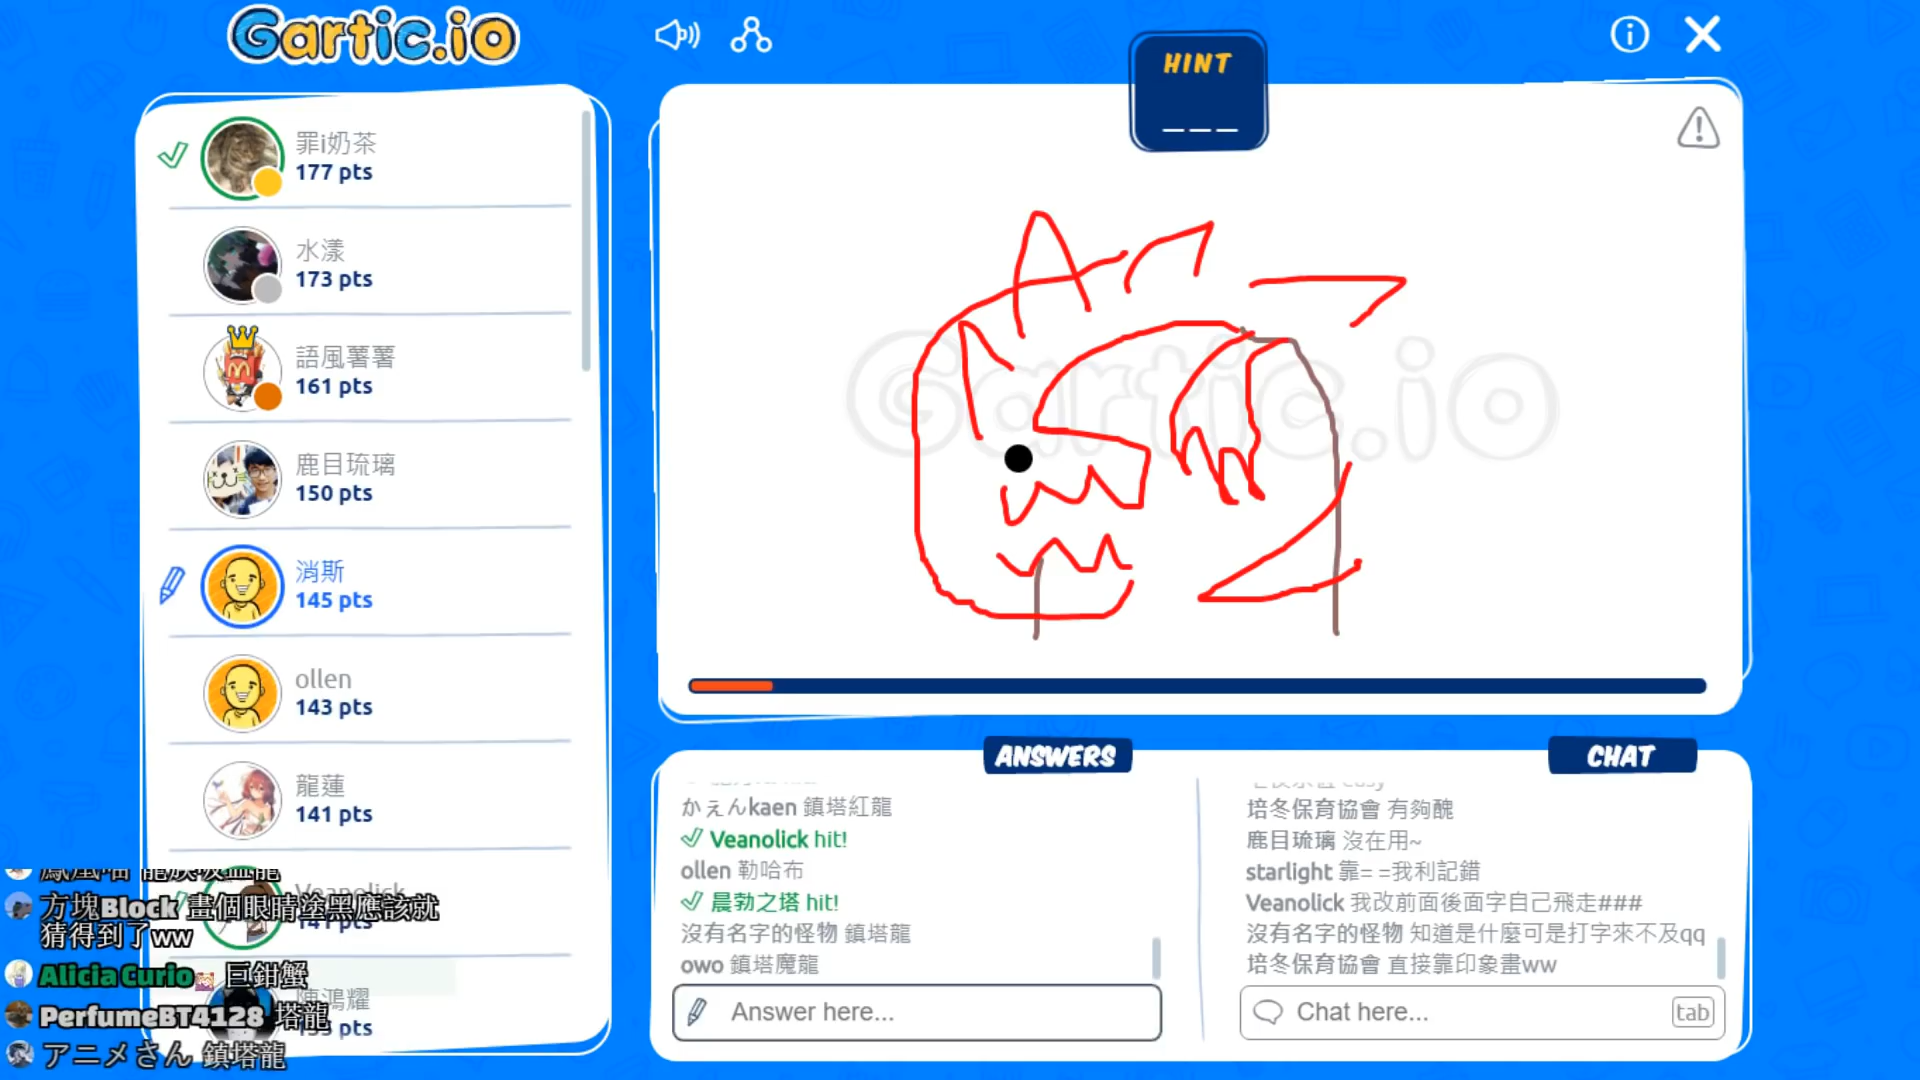 Gartic.io
HINT
_ _ _
罪i奶茶
177 pts
水漾
173 pts
語風薯薯
161 pts
鹿目琉璃
150 pts
消斯
145 pts
ollen
143 pts
龍蓮
141 pts
Veanolick
141 pts
陳鴻耀
Gartic.io
ANSWERS
かぇんkaen 鎮塔紅龍
Veanolick hit!
ollen 勒哈布
晨勃之塔 hit!
沒有名字的怪物 鎮塔龍
owo 鎮塔魔龍
Answer here...
CHAT
培冬保育協會 有夠醜
鹿目琉璃 沒在用~
starlight 靠= =我利記錯
Veanolick 我改前面後面字自己飛走###
沒有名字的怪物 知道是什麼可是打字來不及qq
培冬保育協會 直接靠印象畫ww
Chat here...
tab
方塊Block 畫個眼睛塗黑應該就
猜得到了ww
Alicia Curio 巨鉗蟹
PerfumeBT4128 塔龍
アニメさん 鎮塔龍